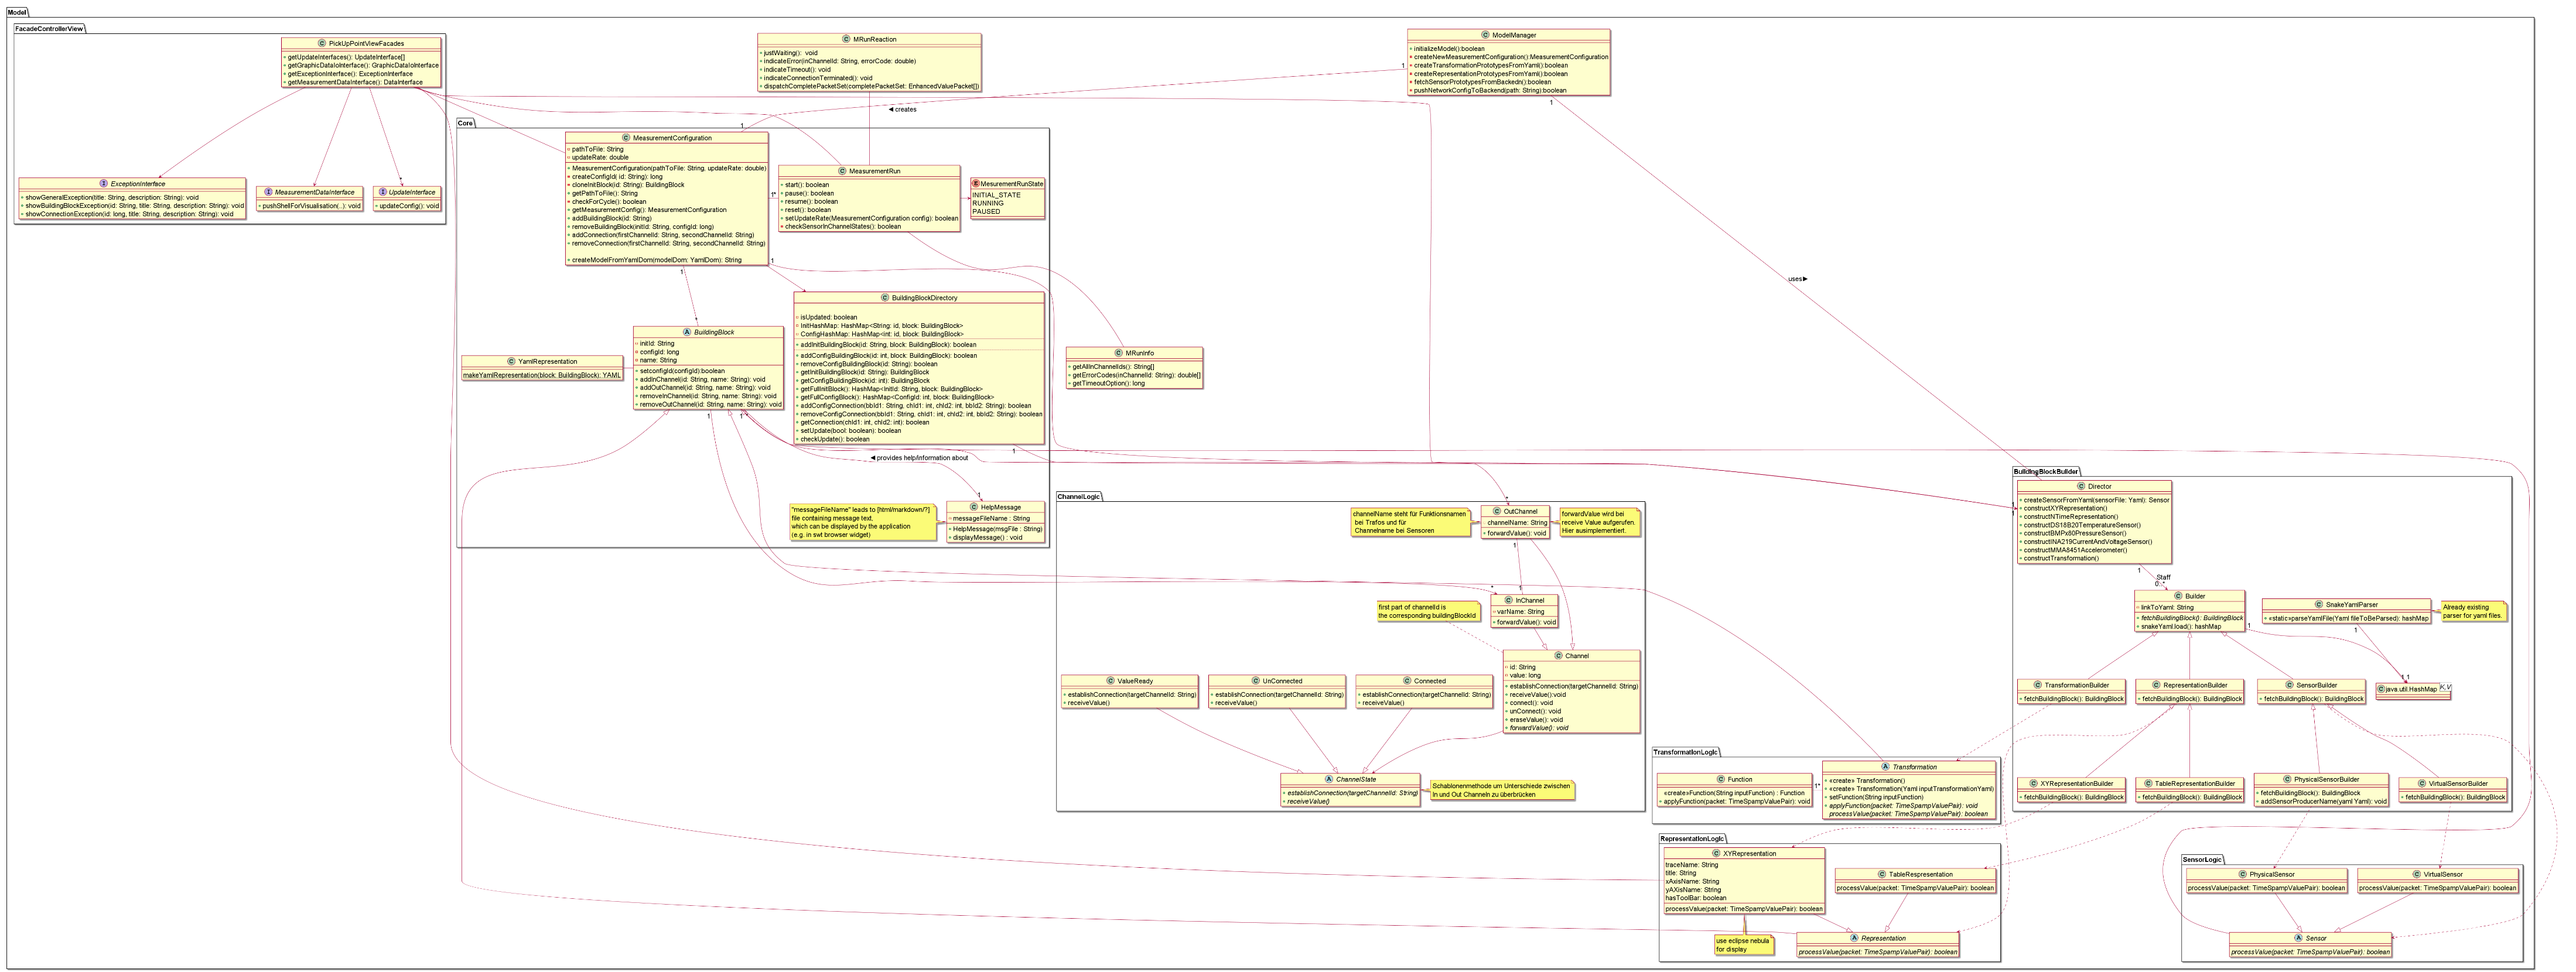 Model
FacadeControllerView
PickUpPointViewFacades
getUpdateInterfaces(): UpdateInterface[]
getGraphicDataIoInterface(): GraphicDataIoInterface
getExceptionInterface(): ExceptionInterface
getMeasurementDataInterface(): DataInterface
ExceptionInterface
showGeneralException(title: String, description: String): void
showBuildingBlockException(id: String, title: String, description: String): void
showConnectionException(id: long, title: String, description: String): void
MeasurementDataInterface
pushShellForVisualisation(..): void
*
UpdateInterface
updateConfig(): void
MRunReaction
justWaiting(): void
indicateError(inChannelId: String, errorCode: double)
indicateTimeout(): void
indicateConnectionTerminated(): void
dispatchCompletePacketSet(completePacketSet: EnhancedValuePacket[])
ModelManager
initializeModel():boolean
createNewMeasurementConfiguration():MeasurementConfiguration
createTransformationPrototypesFromYaml():boolean
createRepresentationPrototypesFromYaml():boolean
fetchSensorPrototypesFromBackedn():boolean
pushNetworkConfigToBackend(path: String):boolean
1
1
◄ creates
1
uses►
Core
MeasurementConfiguration
pathToFile: String
updateRate: double
MeasurementConfiguration(pathToFile: String, updateRate: double)
createConfigId( id: String): long
cloneInitBlock(id: String): BuildingBlock
getPathToFile(): String
checkForCycle(): boolean
getMeasurementConfig(): MeasurementConfiguration
addBuildingBlock(id: String)
removeBuildingBlock(initId: String, configId: long)
addConnection(firstChannelId: String, secondChannelId: String)
removeConnection(firstChannelId: String, secondChannelId: String)
createModelFromYamlDom(modelDom: YamlDom): String
1*
MeasurementRun
start(): boolean
pause(): boolean
resume(): boolean
reset(): boolean
setUpdateRate(MeasurementConfiguration config): boolean
checkSensorInChannelStates(): boolean
MesurementRunState
INITIAL_STATE
RUNNING
PAUSED
1
1
*
BuildingBlockDirectory
isUpdated: boolean
InitHashMap: HashMap<String: id, block: BuildingBlock>
ConfigHashMap: HashMap<int: id, block: BuildingBlock>
addInitBuildingBlock(id: String, block: BuildingBlock): boolean
addConfigBuildingBlock(id: int, block: BuildingBlock): boolean
removeConfigBuildingBlock(id: String): boolean
getInitBuildingBlock(id: String): BuildingBlock
getConfigBuildingBlock(id: int): BuildingBlock
getFullInitBlock(): HashMap<InitId: String, block: BuildingBlock>
getFullConfigBlock(): HashMap<ConfigId: int, block: BuildingBlock>
addConfigConnection(bbId1: String, chId1: int, chId2: int, bbId2: String): boolean
removeConfigConnection(bbId1: String, chId1: int, chId2: int, bbId2: String): boolean
getConnection(chId1: int, chId2: int): boolean
setUpdate(bool: boolean): boolean
checkUpdate(): boolean
1
BuildingBlock
initId: String
configId: long
name: String
setconfigId(configId):boolean
addInChannel(id: String, name: String): void
addOutChannel(id: String, name: String): void
removeInChannel(id: String, name: String): void
removeOutChannel(id: String, name: String): void
1
YamlRepresentation
makeYamlRepresentation(block: BuildingBlock): YAML
◄ provides help/information about
1
HelpMessage
messageFileName : String
HelpMessage(msgFile : String)
displayMessage() : void
"messageFileName" leads to [html/markdown/?]
file containing message text,
which can be displayed by the application
(e.g. in swt browser widget)
MRunInfo
getAllInChannelIds(): String[]
getErrorCodes(inChannelId: String): double[]
getTimeoutOption(): long
ChannelLogic
channelName steht für Funktionsnamen
bei Trafos und für
Channelname bei Sensoren
*
OutChannel
channelName: String
forwardValue(): void
forwardValue wird bei
receive Value aufgerufen.
Hier ausimplementiert.
1
1
*
InChannel
varName: String
forwardValue(): void
first part of channelId is
the corresponding buildingBlockId
Channel
id: String
value: long
establishConnection(targetChannelId: String)
receiveValue():void
connect(): void
unConnect(): void
eraseValue(): void
forwardValue(): void
ValueReady
establishConnection(targetChannelId: String)
receiveValue()
UnConnected
establishConnection(targetChannelId: String)
receiveValue()
Connected
establishConnection(targetChannelId: String)
receiveValue()
ChannelState
establishConnection(targetChannelId: String)
receiveValue()
Schablonenmethode um Unterschiede zwischen
In und Out Channeln zu überbrücken
BuildingBlockBuilder
Director
createSensorFromYaml(sensorFile: Yaml): Sensor
constructXYRepresentation()
constructNTimeRepresentation()
constructDS18B20TemperatureSensor()
constructBMPx80PressureSensor()
constructINA219CurrentAndVoltageSensor()
constructMMA8451Accelerometer()
constructTransformation()
1
Staff
0..*
Builder
linkToYaml: String
fetchBuildingBlock(): BuildingBlock
snakeYaml.load(): hashMap
1
SnakeYamlParser
«static»parseYamlFile(Yaml fileToBeParsed): hashMap
1
Already existing
parser for yaml files.
TransformationBuilder
fetchBuildingBlock(): BuildingBlock
RepresentationBuilder
fetchBuildingBlock(): BuildingBlock
SensorBuilder
fetchBuildingBlock(): BuildingBlock
1 1
java.util.HashMap
K,V
XYRepresentationBuilder
fetchBuildingBlock(): BuildingBlock
TableRepresentationBuilder
fetchBuildingBlock(): BuildingBlock
PhysicalSensorBuilder
fetchBuildingBlock(): BuildingBlock
addSensorProducerName(yaml Yaml): void
VirtualSensorBuilder
fetchBuildingBlock(): BuildingBlock
TransformationLogic
Function
«create»Function(String inputFunction) : Function
applyFunction(packet: TimeSpampValuePair): void
1*
Transformation
«create» Transformation()
«create» Transformation(Yaml inputTransformationYaml)
setFunction(String inputFunction)
applyFunction(packet: TimeSpampValuePair): void
processValue(packet: TimeSpampValuePair): boolean
RepresentationLogic
XYRepresentation
traceName: String
title: String
xAxisName: String
yAXisName: String
hasToolBar: boolean
processValue(packet: TimeSpampValuePair): boolean
TableRespresentation
processValue(packet: TimeSpampValuePair): boolean
use eclipse nebula
for display
Representation
processValue(packet: TimeSpampValuePair): boolean
SensorLogic
PhysicalSensor
processValue(packet: TimeSpampValuePair): boolean
VirtualSensor
processValue(packet: TimeSpampValuePair): boolean
Sensor
processValue(packet: TimeSpampValuePair): boolean